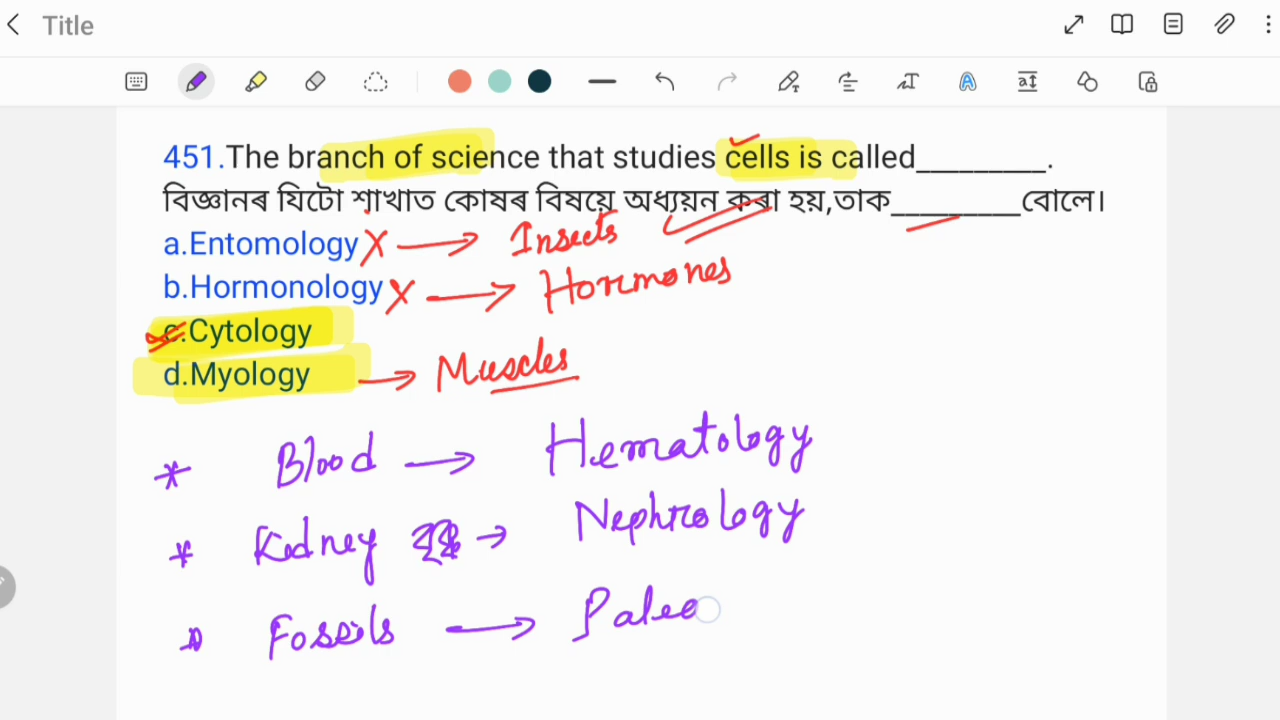 Title
451.The branch of science that studies cells is called________.
বিজ্ঞানৰ যিটো শাখাত কোষৰ বিষয়ে অধ্যয়ন কৰা হয়,তাক________বোলে।
a.Entomology X → Insects
b.Hormonology X → Hormones
c.Cytology
d.Myology → Muscles
* Blood → Hematology
* Kidney → Nephrology
* Fossils → Paleo